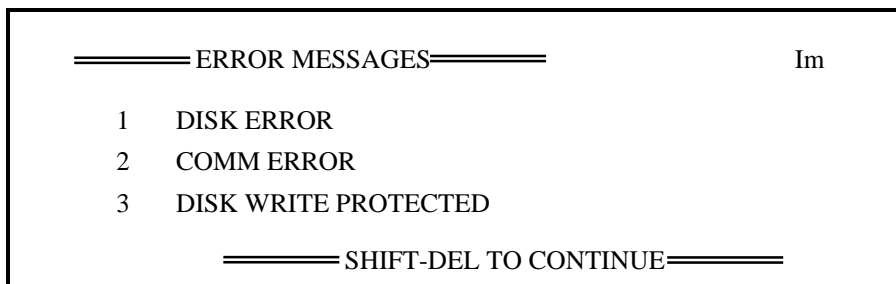 ERROR MESSAGES Im
1 DISK ERROR
2 COMM ERROR
3 DISK WRITE PROTECTED
SHIFT-DEL TO CONTINUE